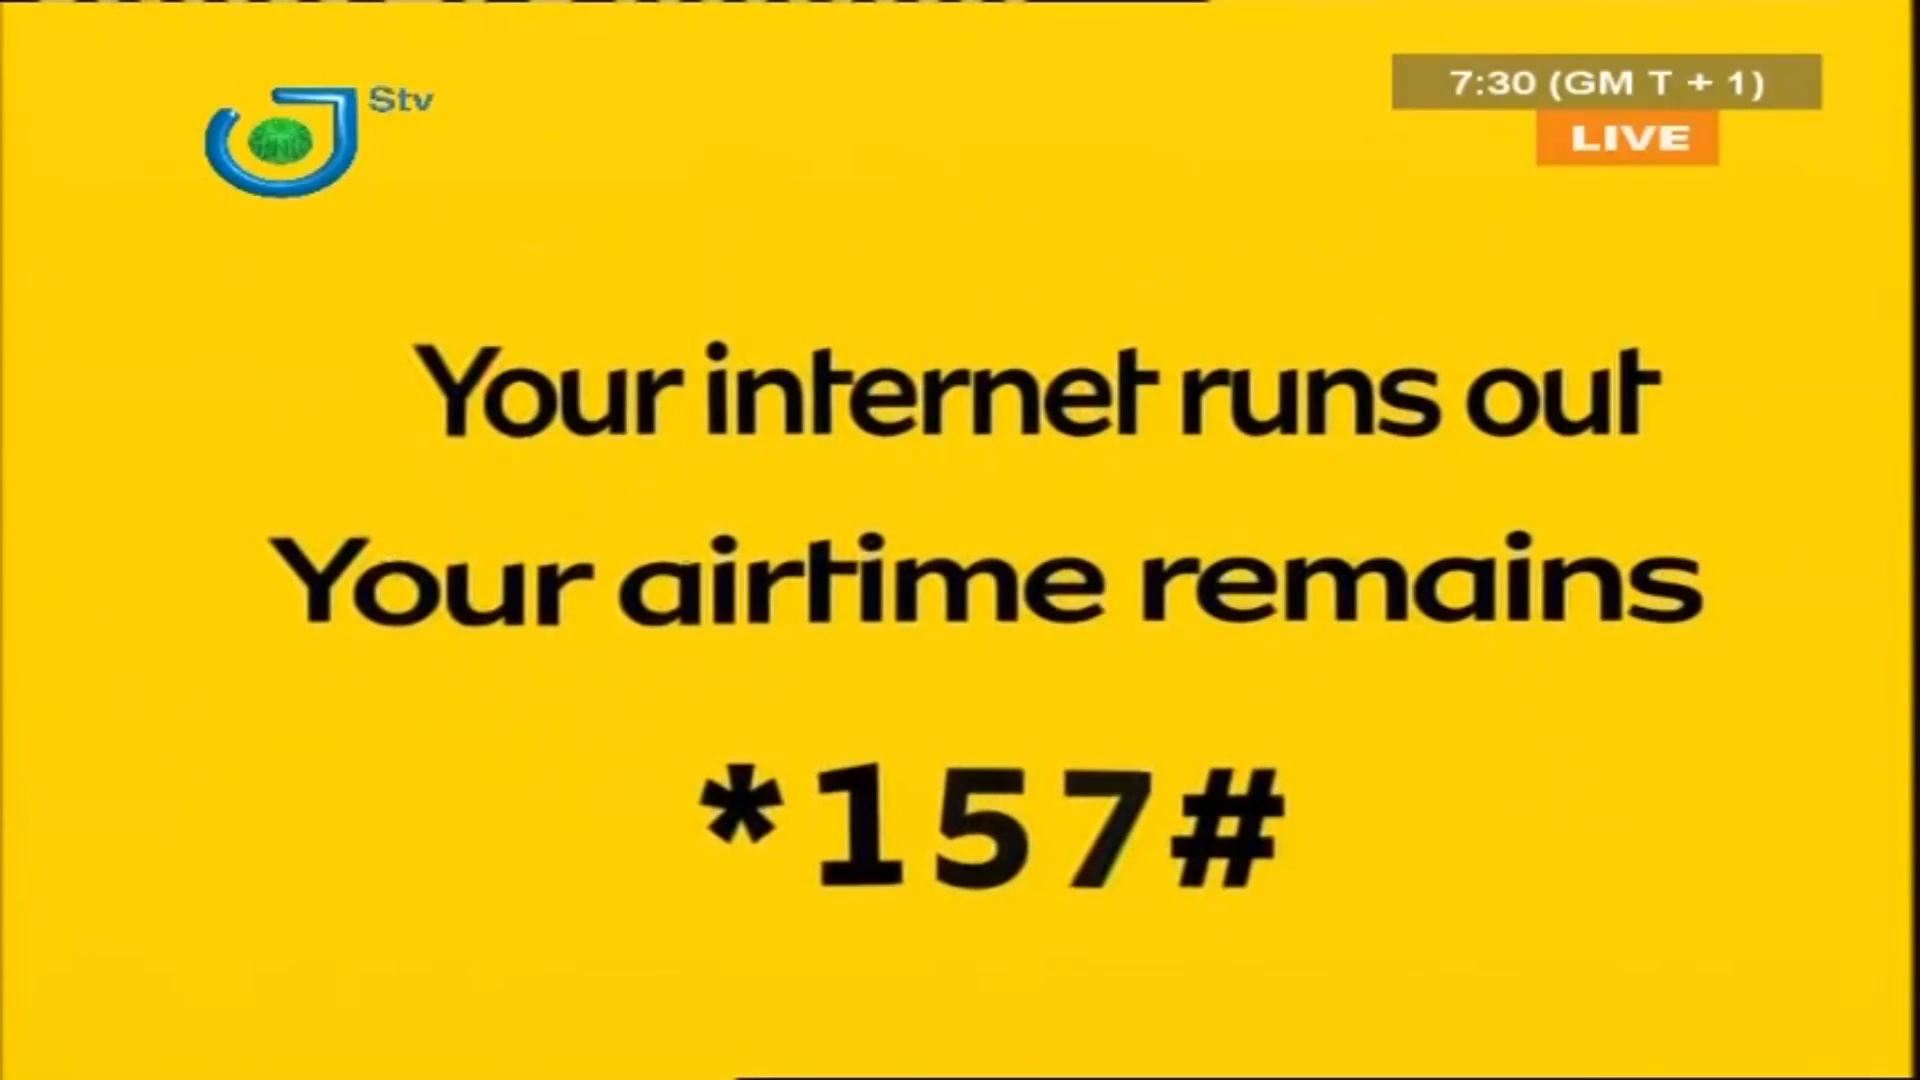 Stv
7:30 (GM T + 1)
LIVE
Your internet runs out
Your airtime remains
*157#